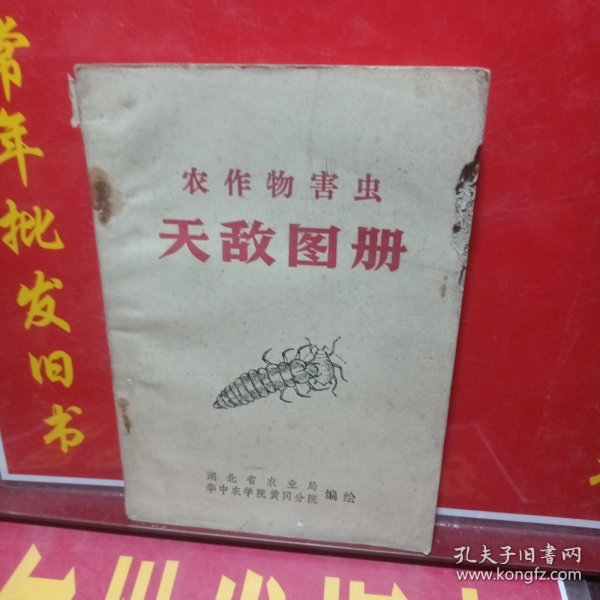 常年批发旧书
农作物害虫
天敌图册
湖北省农业局
华中农学院黄冈分院
编绘
孔夫子旧书网
www.kongfz.com